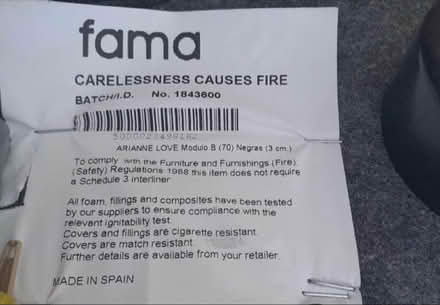 fama
CARELESSNESS CAUSES FIRE
BATCH/I.D. No. 1843600
ARIANNE LOVE Modulo B (70) Negras (3 cm.)
To comply with the Furniture and Furnishings (Fire)
(Safety) Regulations 1988 this item does not require
a Schedule 3 interliner
All foam, fillings and composites have been tested
by our suppliers to ensure compliance with the
relevant ignitability test.
Covers and fillings are cigarette resistant.
Covers are match resistant.
Further details are available from your retailer.
MADE IN SPAIN